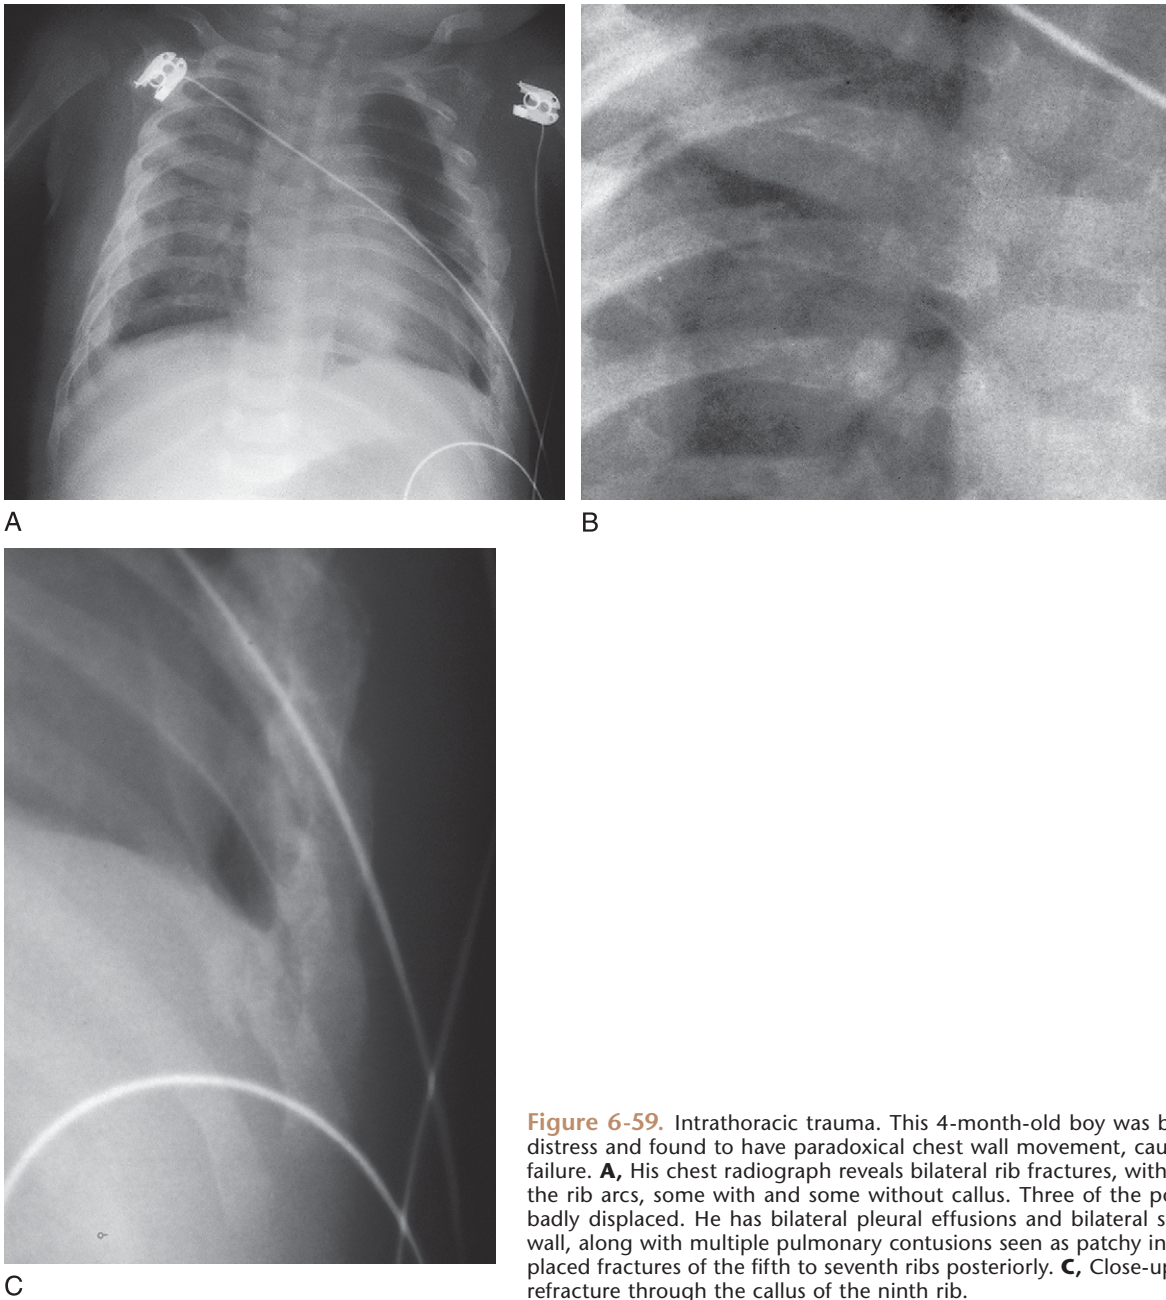 A
B
C
Figure 6-59. Intrathoracic trauma. This 4-month-old boy was b
distress and found to have paradoxical chest wall movement, cau
failure. A, His chest radiograph reveals bilateral rib fractures, with
the rib arcs, some with and some without callus. Three of the po
badly displaced. He has bilateral pleural effusions and bilateral s
wall, along with multiple pulmonary contusions seen as patchy in
placed fractures of the fifth to seventh ribs posteriorly. C, Close-up
refracture through the callus of the ninth rib.